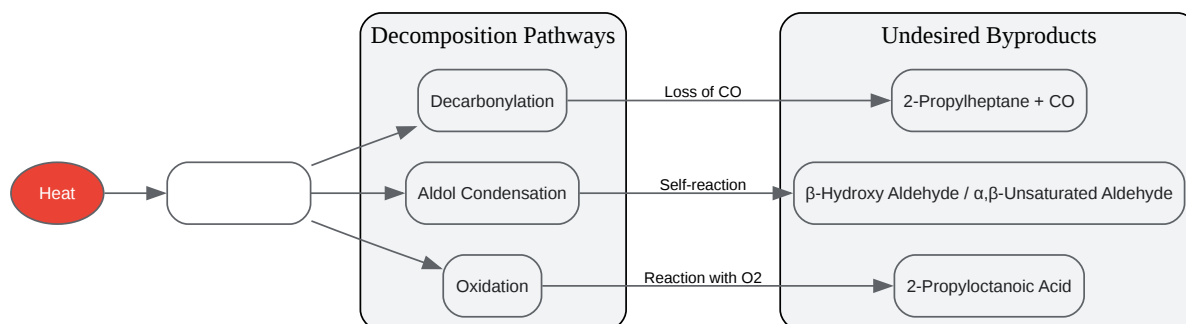 Decomposition Pathways
Undesired Byproducts
Decarbonylation
Loss of CO
2-Propylheptane + CO
Heat
Aldol Condensation
Self-reaction
β-Hydroxy Aldehyde / α,β-Unsaturated Aldehyde
Oxidation
Reaction with O2
2-Propyloctanoic Acid